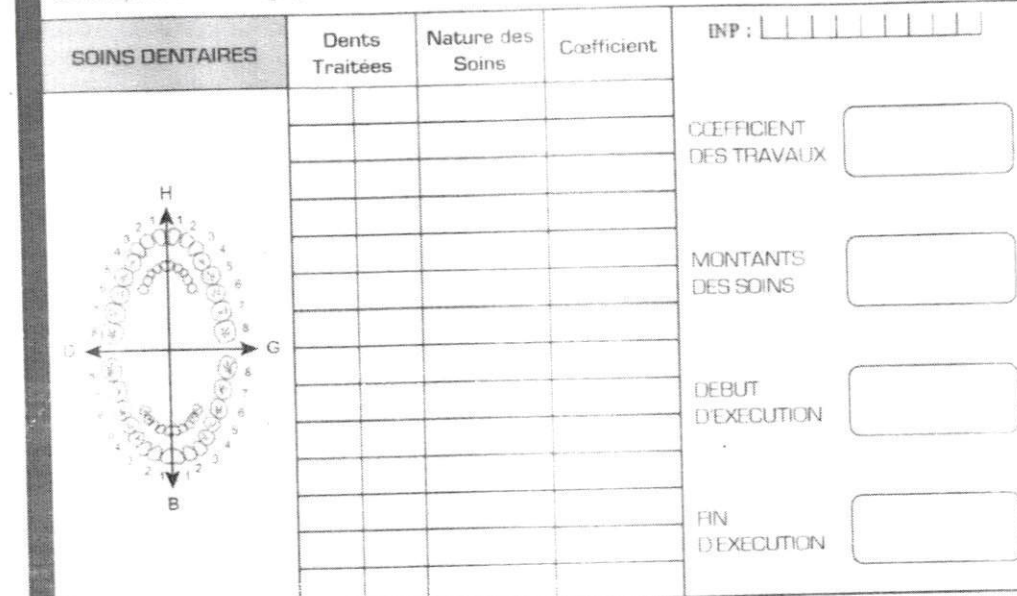 SOINS DENTAIRES
Dents
Traitées
Nature des
Soins
Cœfficient
INP :
CŒFFICIENT
DES TRAVAUX
MONTANTS
DES SOINS
DEBUT
D'EXECUTION
FIN
D'EXECUTION
H
G
B